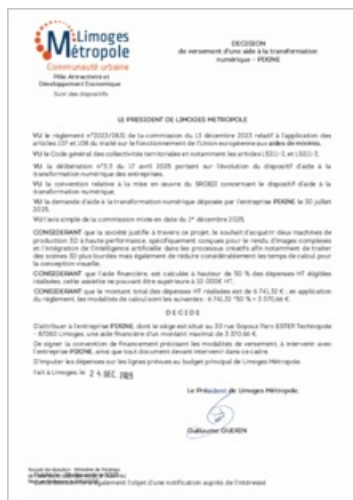 Limoges
Métropole
Communauté urbaine
Pôle Attractivité et
Développement Economique
Suivi des dispositifs
DECISION
de versement d'une aide à la transformation
numérique - PIXINE
LE PRESIDENT DE LIMOGES METROPOLE
VU le règlement n°2023/2831 de la commission du 13 décembre 2023 relatif à l'application des
articles 107 et 108 du traité sur le fonctionnement de l'Union européenne aux aides de minimis,
VU le Code général des collectivités territoriales et notamment les articles L5211-2, et L5211-3,
VU la délibération n°5.3 du 17 avril 2025 portant sur l'évolution du dispositif d'aide à la
transformation numérique des entreprises,
VU la convention relative à la mise en œuvre du SRDEII concernant le dispositif d'aide à la
transformation numérique,
VU la demande d'aide à la transformation numérique déposée par l'entreprise PIXINE le 30 juillet
2025,
VU l'avis simple de la commission mixte en date du 1er décembre 2025,
CONSIDERANT que la société justifie à travers ce projet, le souhait d'acquérir deux machines de
production 3D à haute performance, spécifiquement conçues pour le rendu d'images complexes
et l'intégration de l'intelligence artificielle dans les processus créatifs afin notamment de traiter
des scènes 3D plus lourdes mais également de réduire considérablement les temps de calcul pour
la conception visuelle,
CONSIDERANT que l'aide financière, est calculée à hauteur de 50 % des dépenses HT éligibles
réalisées, cette assiette ne pouvant être supérieure à 10 000€ HT,
CONSIDERANT que le montant total des dépenses HT réalisées est de 6 741,32 € ; en application
du règlement, les modalités de calcul sont les suivantes : 6 741,32 *50 % = 3 370,66 €,
D E C I D E
D'attribuer à l'entreprise PIXINE, dont le siège est situé au 30 rue Soyouz Parc ESTER Technopole
- 87080 Limoges, une aide financière d'un montant maximal de 3 370,66 €.
De signer la convention de financement précisant les modalités de versement, à intervenir avec
l'entreprise PIXINE, ainsi que tout document devant intervenir dans ce cadre.
D'imputer les dépenses sur les lignes prévues au budget principal de Limoges Métropole.
Fait à Limoges, le 24 DEC. 2025
Le Président de Limoges Métropole,
Guillaume GUERIN
également l'objet d'une notification auprès de l'intéressé